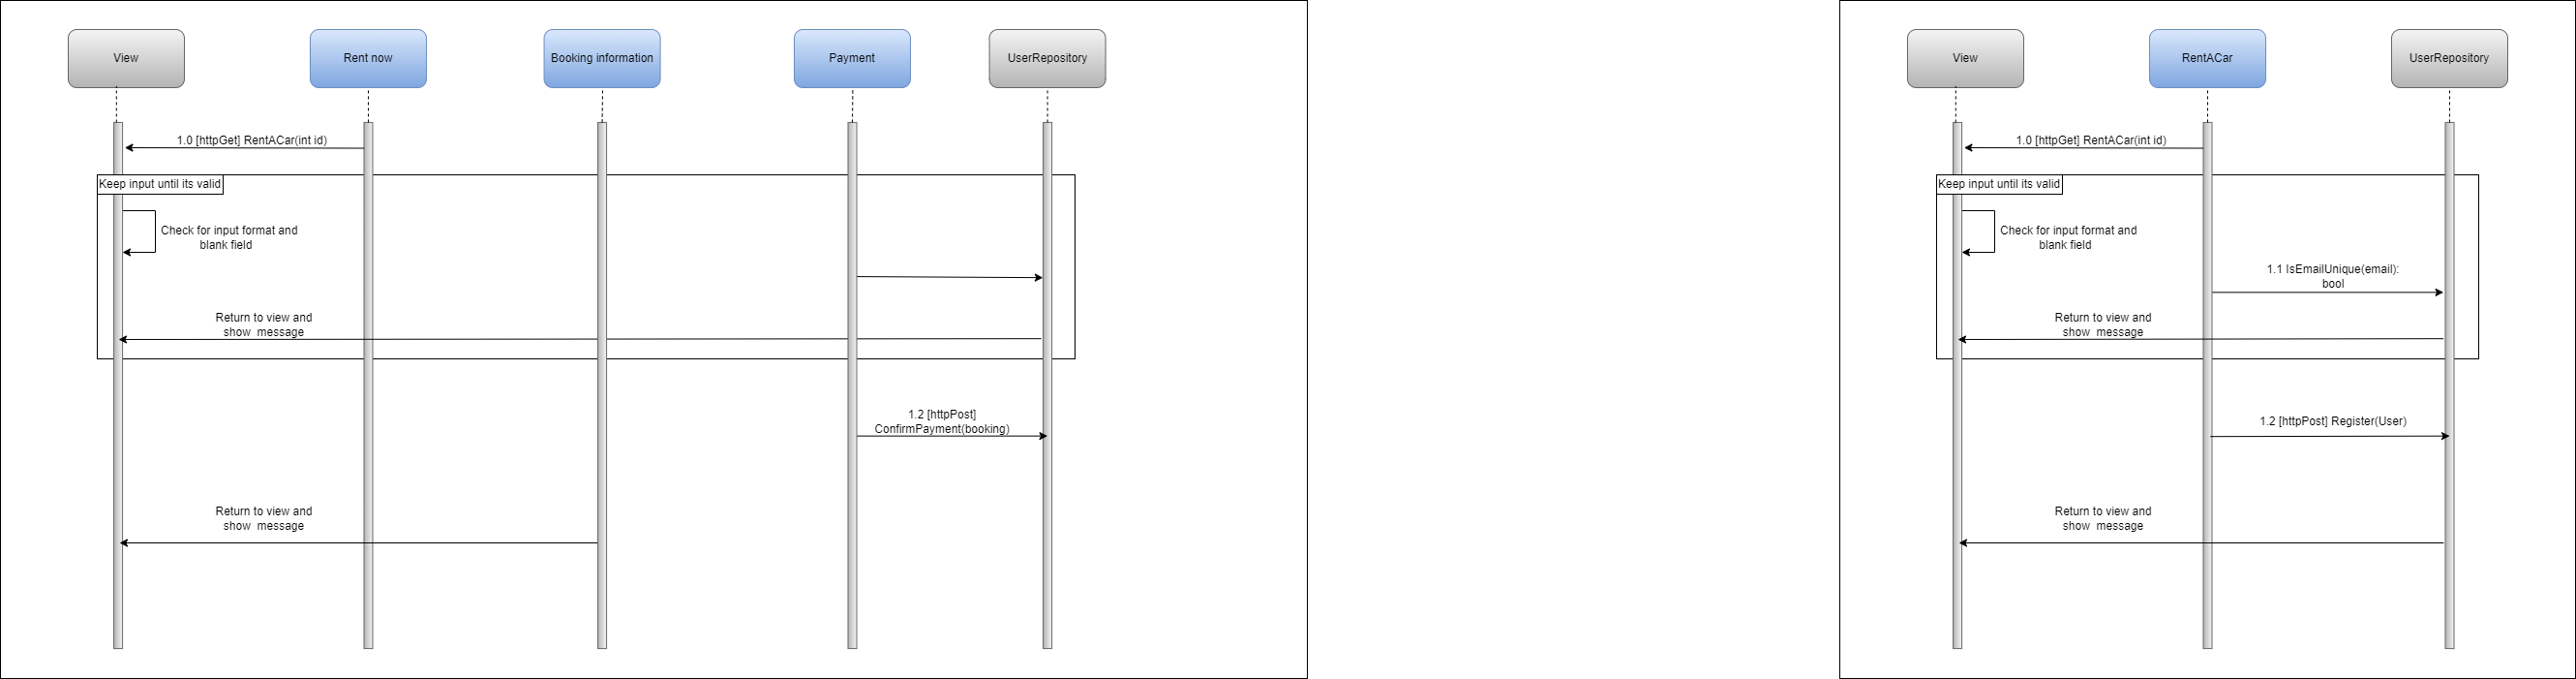 View
Rent now
Booking information
Payment
UserRepository
1.0 [httpGet] RentACar(int id)
Keep input until its valid
Check for input format and
blank field
Return to view and
show  message
1.2 [httpPost]
ConfirmPayment(booking)
Return to view and
show  message
View
RentACar
UserRepository
1.0 [httpGet] RentACar(int id)
Keep input until its valid
Check for input format and
blank field
1.1 IsEmailUnique(email):
bool
Return to view and
show  message
1.2 [httpPost] Register(User)
Return to view and
show  message